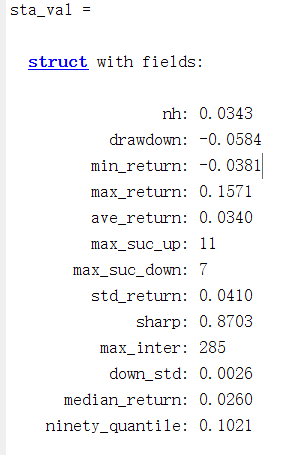 sta_val =
struct with fields:
nh: 0.0343
drawdown: -0.0584
min_return: -0.0381
max_return: 0.1571
ave_return: 0.0340
max_suc_up: 11
max_suc_down: 7
std_return: 0.0410
sharp: 0.8703
max_inter: 285
down_std: 0.0026
median_return: 0.0260
ninety_quantile: 0.1021